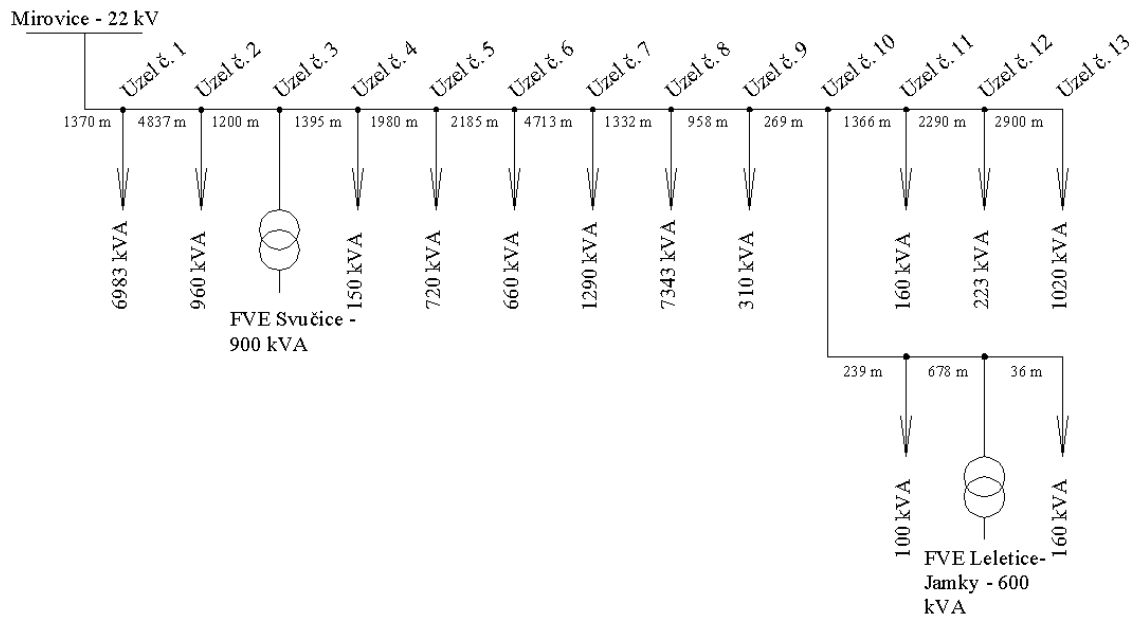 Mirovice - 22 kV
Uzel č. 1
Uzel č. 2
Uzel č. 3
Uzel č. 4
Uzel č. 5
Uzel č. 6
Uzel č. 7
Uzel č. 8
Uzel č. 9
Uzel č. 10
Uzel č. 11
Uzel č. 12
Uzel č. 13
1370 m
4837 m
1200 m
1395 m
1980 m
2185 m
4713 m
1332 m
958 m
269 m
1366 m
2290 m
2900 m
6983 kVA
960 kVA
FVE Svučice -
900 kVA
150 kVA
720 kVA
660 kVA
1290 kVA
7343 kVA
310 kVA
160 kVA
223 kVA
1020 kVA
239 m
678 m
36 m
100 kVA
FVE Leletice-
Jamky - 600
kVA
160 kVA